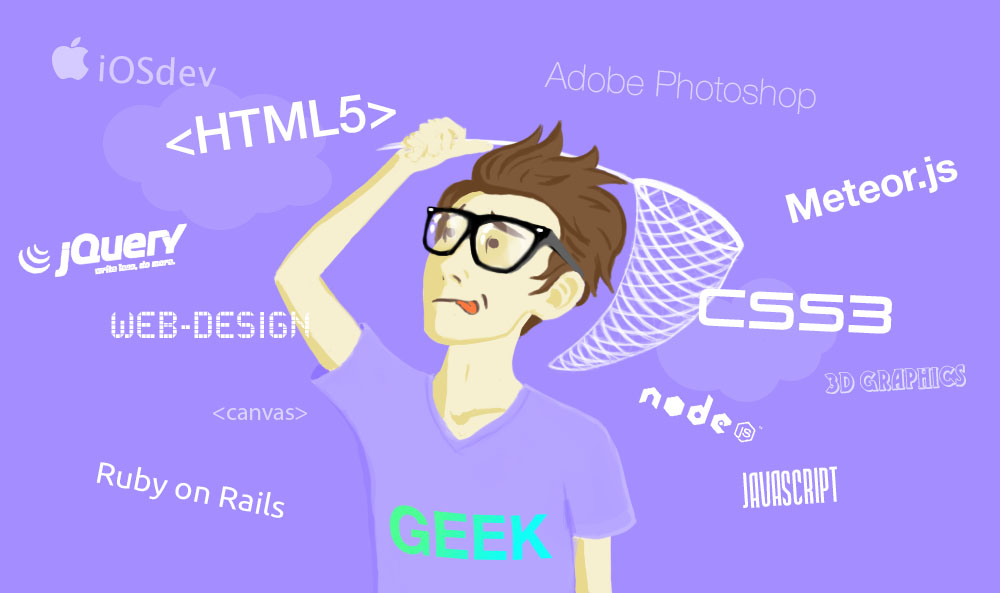 iOSdev
Adobe Photoshop
<HTML5>
Meteor.js
jQuery
write less, do more.
CSS3
WEB-DESIGN
3D GRAPHICS
<canvas>
node
JS
Ruby on Rails
JAVASCRIPT
GEEK